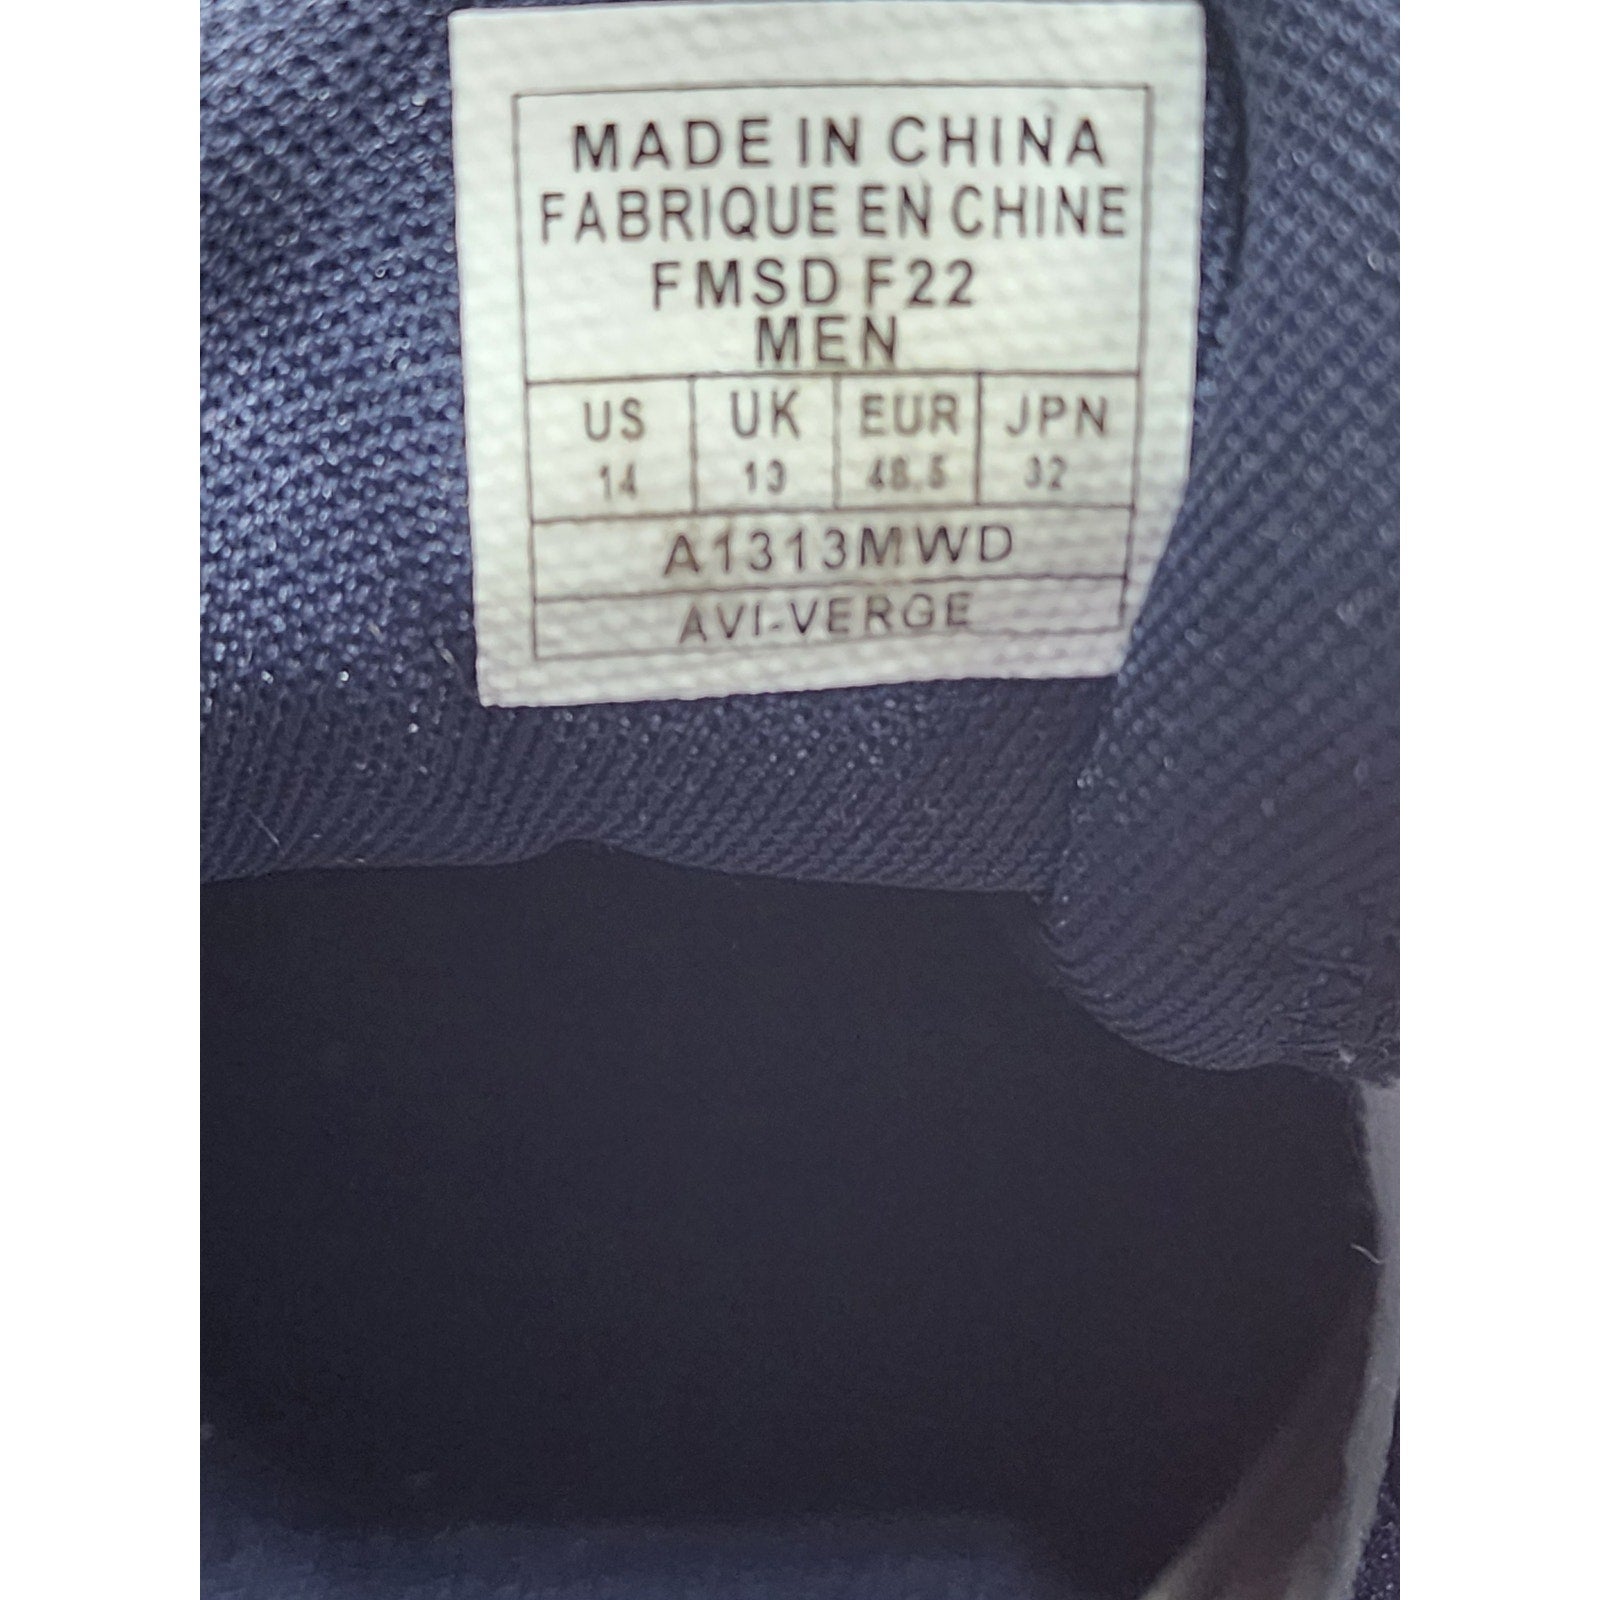 MADE IN CHINA
FABRIQUE EN CHINE
FMSD F22
MEN
US UK EUR JPN
14 13 48.5 32
A1313MWD
AVI-VERGE